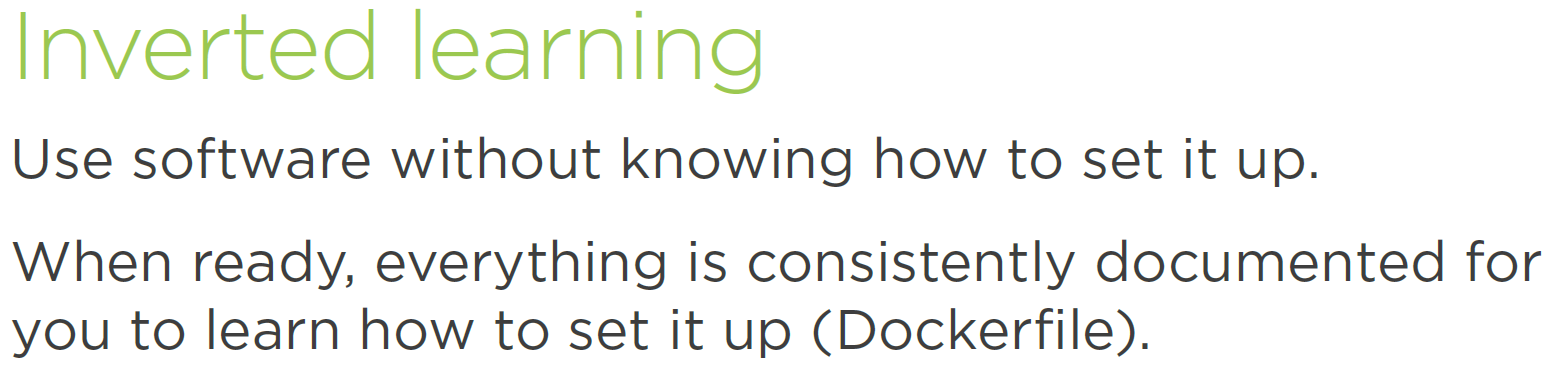 Inverted learning
Use software without knowing how to set it up.
When ready, everything is consistently documented for
you to learn how to set it up (Dockerfile).